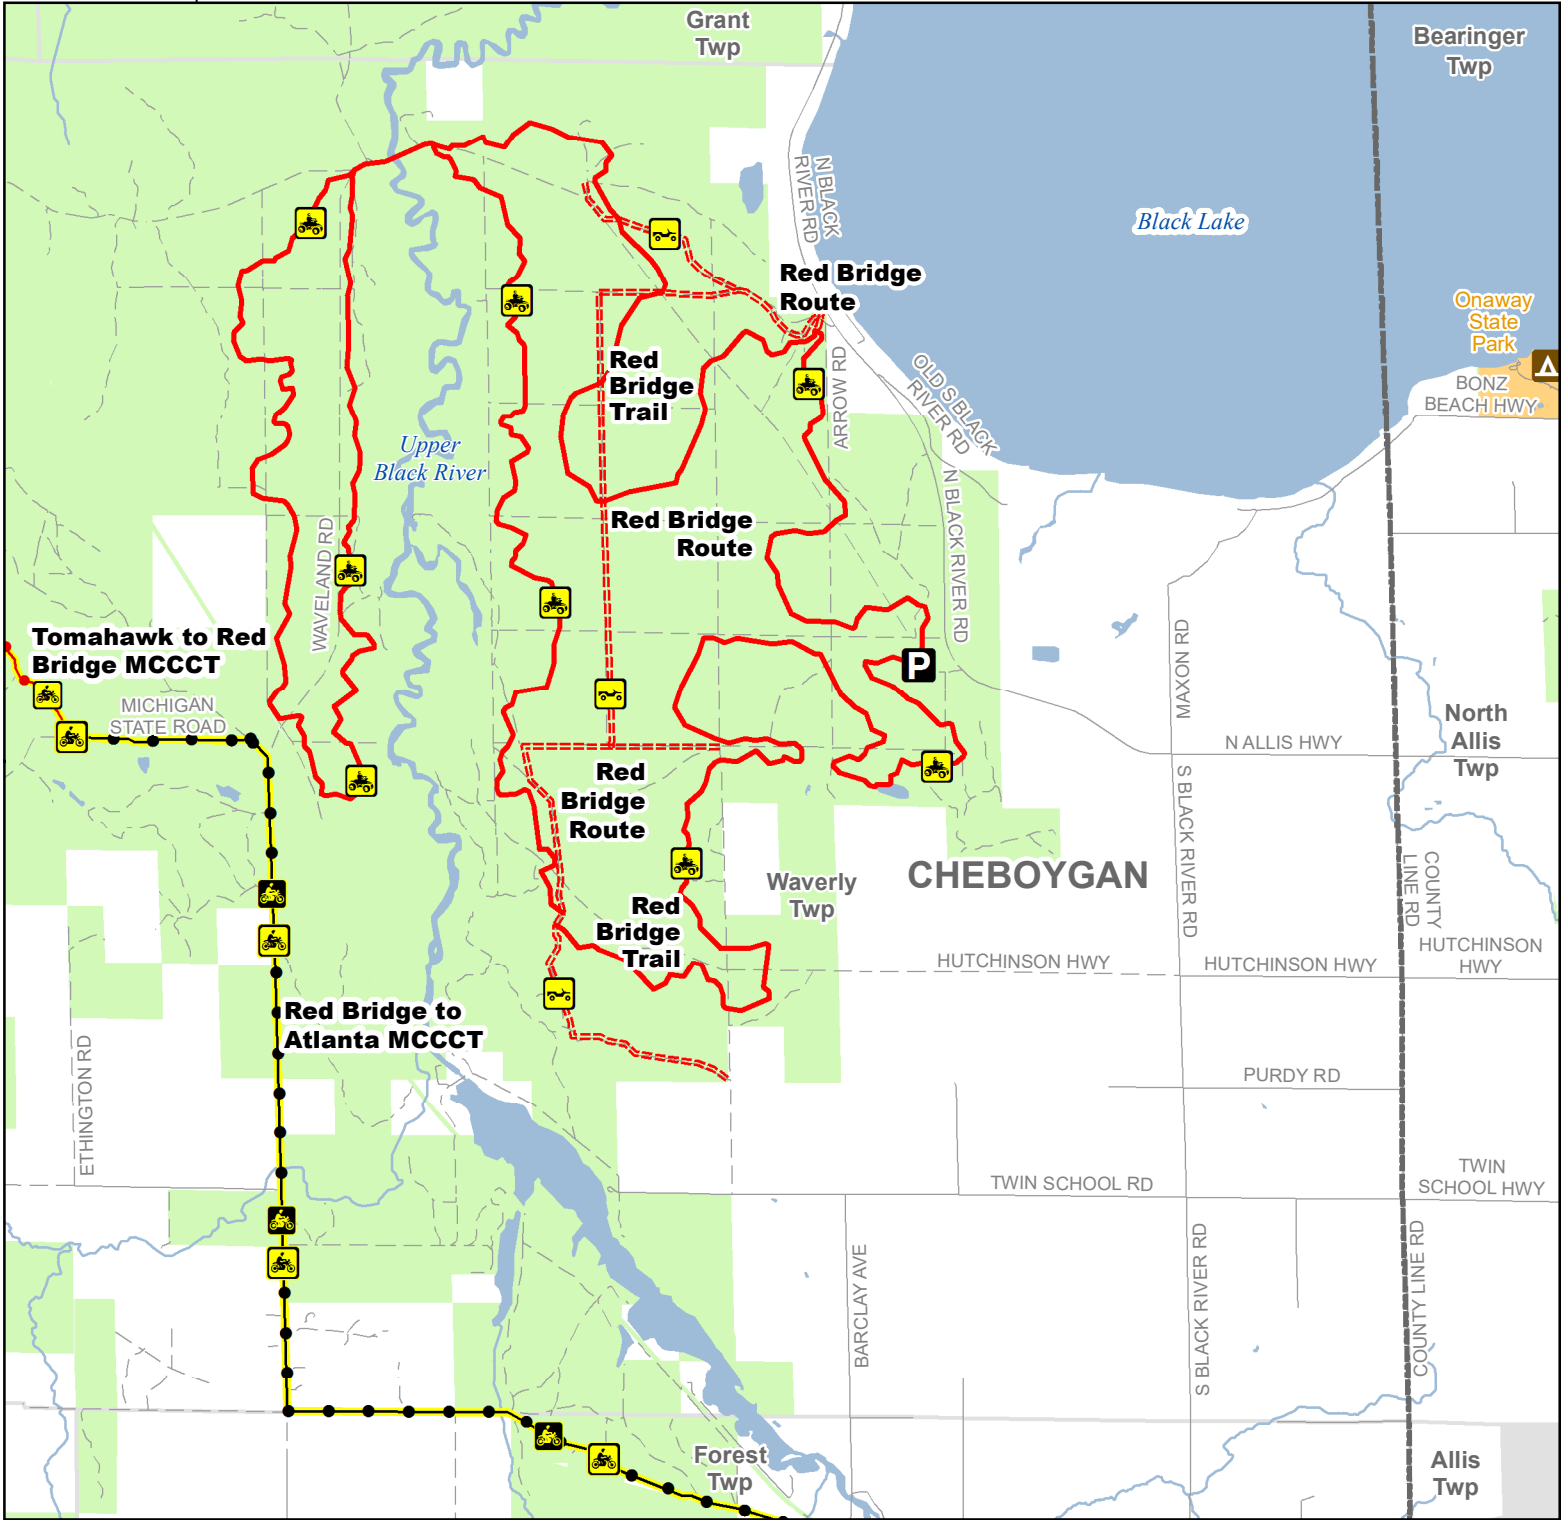 Grant
Twp
Bearinger
Twp
N BLACK
RIVER RD
Black Lake
Red Bridge
Route
Onaway
State
Park
BONZ
BEACH HWY
Red
Bridge
Trail
ARROW RD
OLD S BLACK
RIVER RD
Upper
Black River
N BLACK RIVER RD
Red Bridge
Route
WAVELAND RD
Tomahawk to Red
Bridge MCCCT
MICHIGAN
STATE ROAD
P
MAXON RD
North
Allis
Twp
N ALLIS HWY
Red
Bridge
Route
S BLACK RIVER RD
COUNTY
LINE RD
CHEBOYGAN
Waverly
Twp
Red
Bridge
Trail
HUTCHINSON HWY
HUTCHINSON HWY
HUTCHINSON
HWY
Red Bridge to
Atlanta MCCCT
ETHINGTON RD
PURDY RD
TWIN SCHOOL RD
TWIN
SCHOOL HWY
BARCLAY AVE
S BLACK RIVER RD
COUNTY LINE RD
Forest
Twp
Allis
Twp